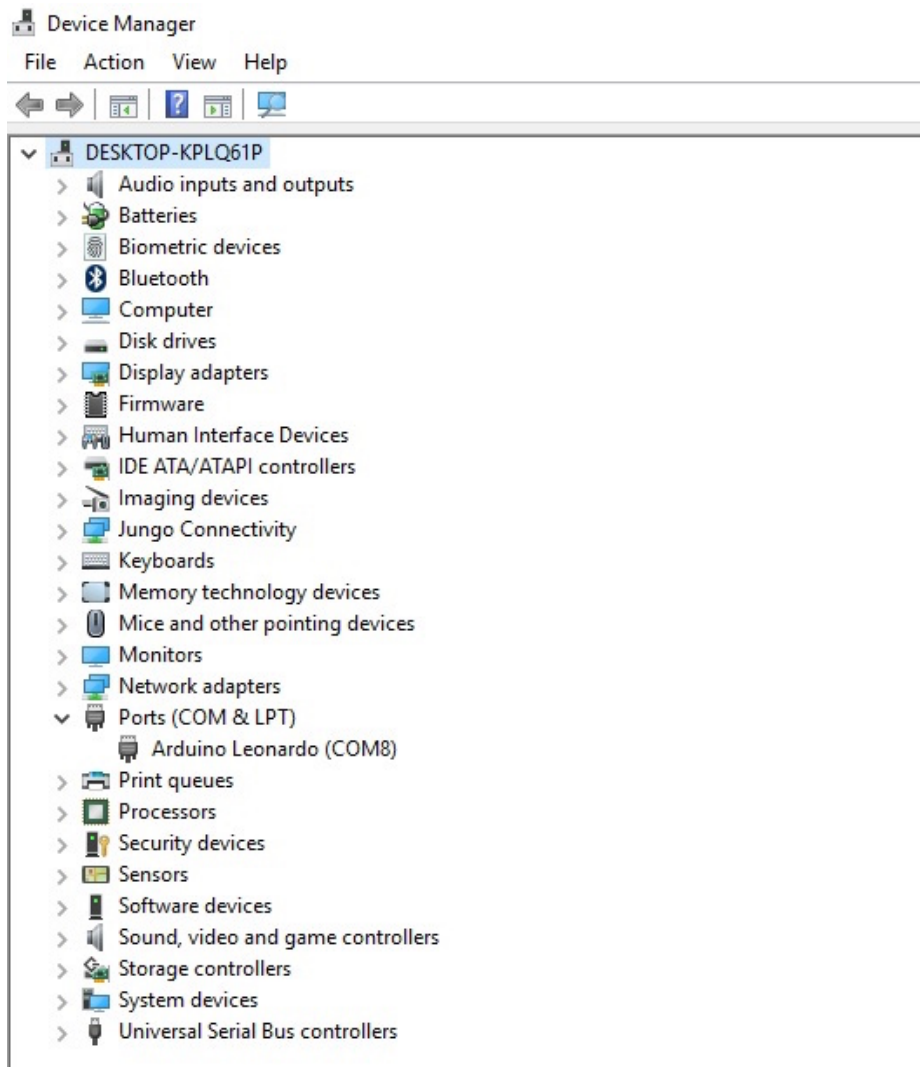 Device Manager
File Action View Help
DESKTOP-KPLQ61P
Audio inputs and outputs
Batteries
Biometric devices
Bluetooth
Computer
Disk drives
Display adapters
Firmware
Human Interface Devices
IDE ATA/ATAPI controllers
Imaging devices
Jungo Connectivity
Keyboards
Memory technology devices
Mice and other pointing devices
Monitors
Network adapters
Ports (COM & LPT)
Arduino Leonardo (COM8)
Print queues
Processors
Security devices
Sensors
Software devices
Sound, video and game controllers
Storage controllers
System devices
Universal Serial Bus controllers